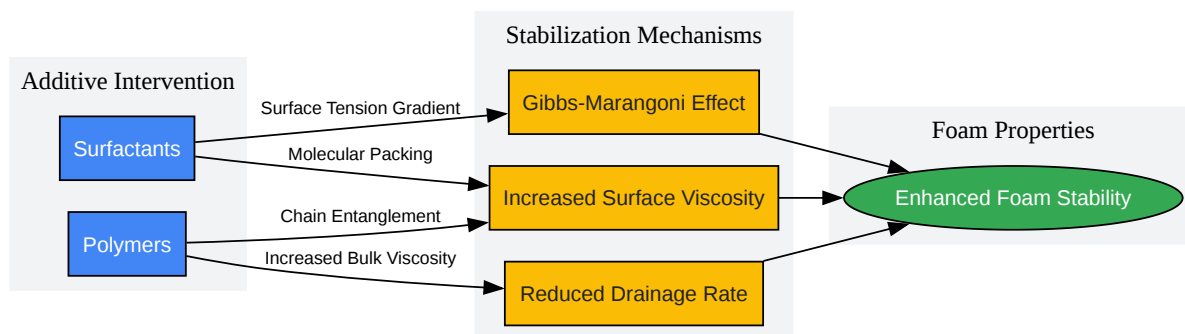 Additive Intervention
Surfactants
Polymers
Surface Tension Gradient
Molecular Packing
Chain Entanglement
Increased Bulk Viscosity
Stabilization Mechanisms
Gibbs-Marangoni Effect
Increased Surface Viscosity
Reduced Drainage Rate
Foam Properties
Enhanced Foam Stability